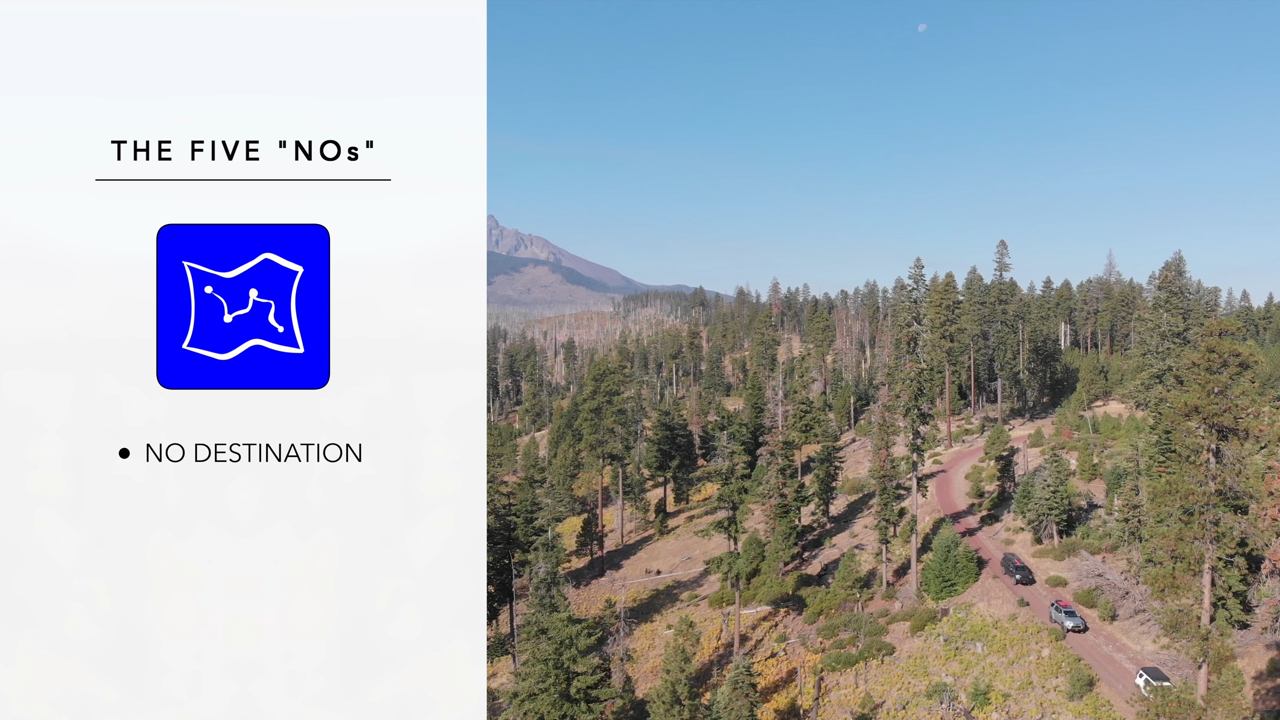 THE FIVE "NOs"
● NO DESTINATION